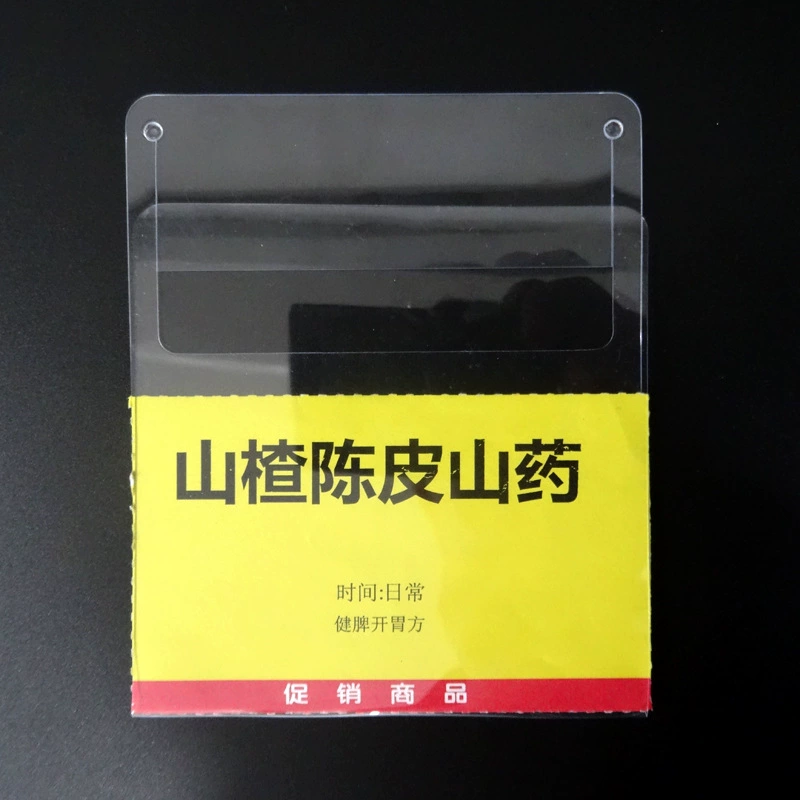 山楂陈皮山药
时间:日常
健脾开胃方
促销商品